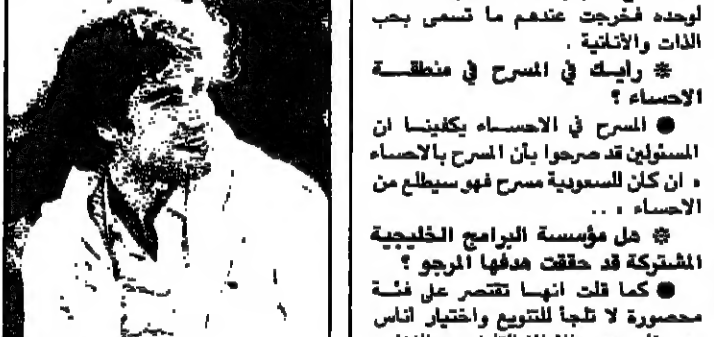 لوحده فخرجت عندهم ما تسمى بحب
الذات والأنانية .
❋ رايك في المسرح في منطقة
الاحساء ؟
● المسرح في الاحساء يكفينا ان
المسئولين قد صرحوا بأن المسرح بالاحساء
« ان كان للسعودية مسرح فهو سيطلع من
الاحساء » ..
❋ هل مؤسسة البرامج الخليجية
المشتركة قد حققت هدفها المرجو ؟
● كما قلت انها تقتصر على فئة
محصورة لا تلجأ للتنويع واختيار اناس